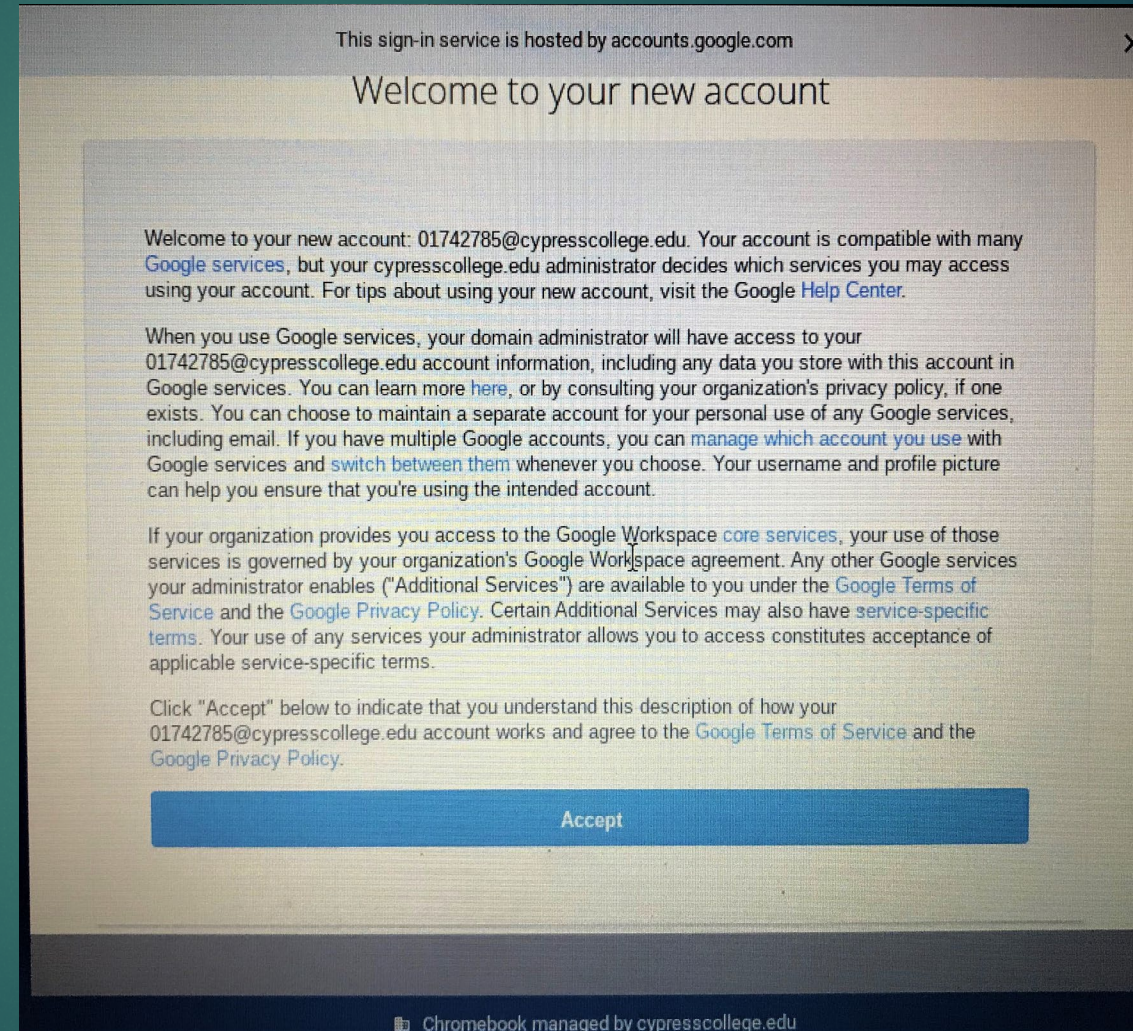 This sign-in service is hosted by accounts.google.com
Welcome to your new account
Welcome to your new account: 01742785@cypresscollege.edu. Your account is compatible with many
Google services, but your cypresscollege.edu administrator decides which services you may access
using your account. For tips about using your new account, visit the Google Help Center.
When you use Google services, your domain administrator will have access to your
01742785@cypresscollege.edu account information, including any data you store with this account in
Google services. You can learn more here, or by consulting your organization's privacy policy, if one
exists. You can choose to maintain a separate account for your personal use of any Google services,
including email. If you have multiple Google accounts, you can manage which account you use with
Google services and switch between them whenever you choose. Your username and profile picture
can help you ensure that you're using the intended account.
If your organization provides you access to the Google Workspace core services, your use of those
services is governed by your organization's Google Workspace agreement. Any other Google services
your administrator enables ("Additional Services") are available to you under the Google Terms of
Service and the Google Privacy Policy. Certain Additional Services may also have service-specific
terms. Your use of any services your administrator allows you to access constitutes acceptance of
applicable service-specific terms.
Click "Accept" below to indicate that you understand this description of how your
01742785@cypresscollege.edu account works and agree to the Google Terms of Service and the
Google Privacy Policy.
Accept
Chromebook managed by cypresscollege.edu